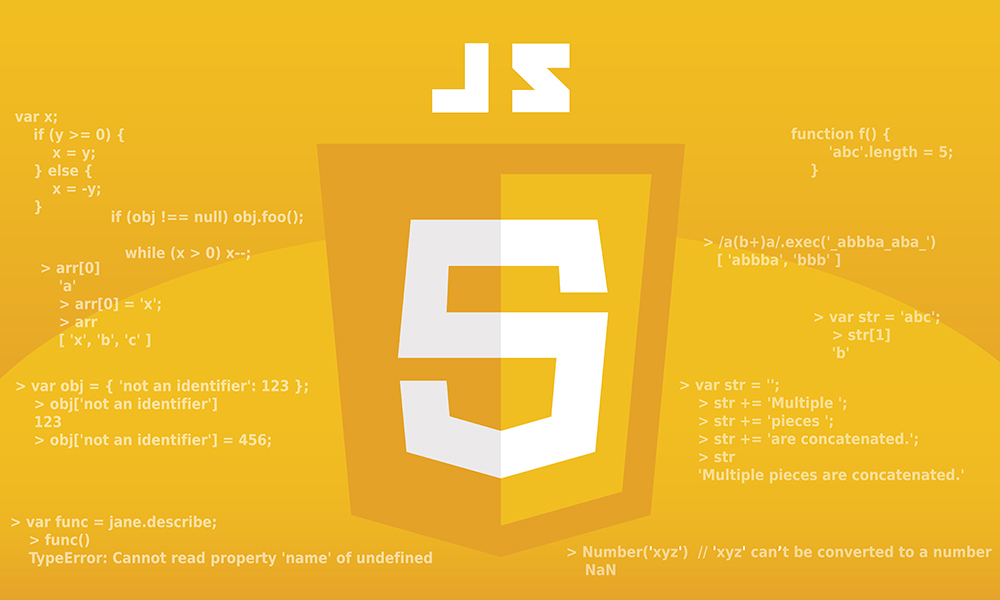 JS
5
var x;
if (y >= 0) {
x = y;
} else {
x = -y;
}
if (obj !== null) obj.foo();
while (x > 0) x--;
> arr[0]
'a'
> arr[0] = 'x';
> arr
[ 'x', 'b', 'c' ]
> var obj = { 'not an identifier': 123 };
> obj['not an identifier']
123
> obj['not an identifier'] = 456;
> var func = jane.describe;
> func()
TypeError: Cannot read property 'name' of undefined
function f() {
'abc'.length = 5;
}
> /a(b+)a/.exec('_abbba_aba_')
[ 'abbba', 'bbb' ]
> var str = 'abc';
> str[1]
'b'
> var str = '';
> str += 'Multiple ';
> str += 'pieces ';
> str += 'are concatenated.';
> str
'Multiple pieces are concatenated.'
> Number('xyz')  // 'xyz' can’t be converted to a number
NaN